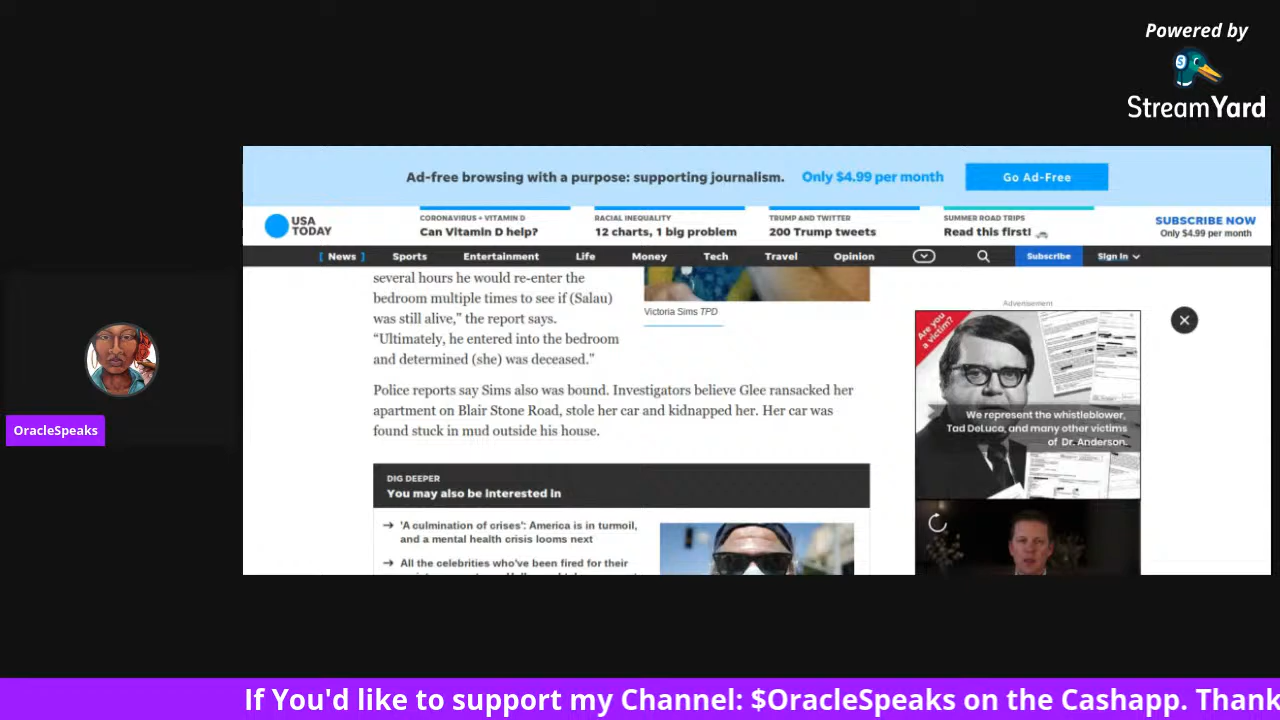 Powered by
StreamYard
Ad-free browsing with a purpose: supporting journalism. Only $4.99 per month Go Ad-Free
USA
TODAY
CORONAVIRUS + VITAMIN D
Can Vitamin D help?
RACIAL INEQUALITY
12 charts, 1 big problem
TRUMP AND TWITTER
200 Trump tweets
SUMMER ROAD TRIPS
Read this first!
SUBSCRIBE NOW
Only $4.99 per month
[ News ] Sports Entertainment Life Money Tech Travel Opinion Subscribe Sign In
several hours he would re-enter the
bedroom multiple times to see if (Salau)
was still alive," the report says.
“Ultimately, he entered into the bedroom
and determined (she) was deceased."
Victoria Sims TPD
Police reports say Sims also was bound. Investigators believe Glee ransacked her
apartment on Blair Stone Road, stole her car and kidnapped her. Her car was
found stuck in mud outside his house.
DIG DEEPER
You may also be interested in
→ 'A culmination of crises': America is in turmoil,
and a mental health crisis looms next
→ All the celebrities who've been fired for their
Advertisement
Are you
a victim?
We represent the whistleblower,
Tad DeLuca, and many other victims
of Dr. Anderson.
OracleSpeaks
If You'd like to support my Channel: $OracleSpeaks on the Cashapp. Thank